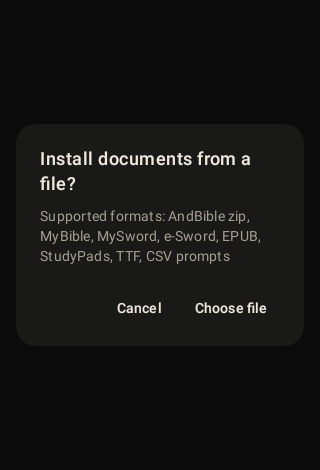 Install documents from a
file?
Supported formats: AndBible zip,
MyBible, MySword, e-Sword, EPUB,
StudyPads, TTF, CSV prompts
Cancel Choose file